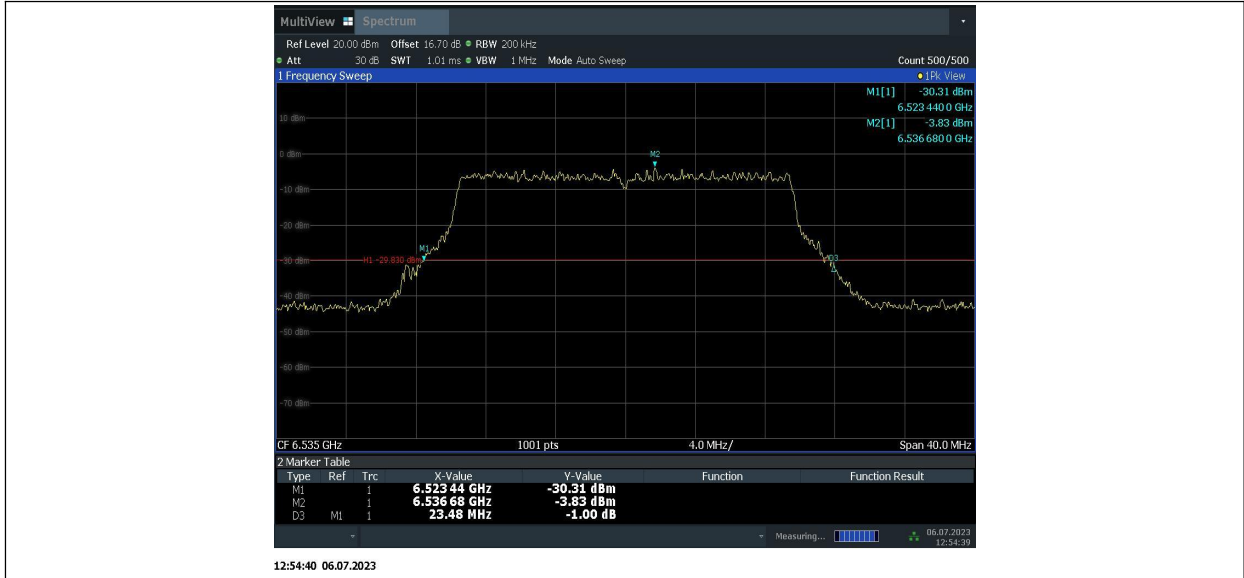 MultiView Spectrum
Ref Level 20.00 dBm Offset 16.70 dB RBW 200 kHz
Att 30 dB SWT 1.01 ms VBW 1 MHz Mode Auto Sweep Count 500/500
1 Frequency Sweep 1Pk View
M1[1] -30.31 dBm
6.523 440 0 GHz
10 dBm
M2[1] -3.83 dBm
6.536 680 0 GHz
0 dBm
M2
-10 dBm
-20 dBm
M1
-30 dBm H1 -29.830 dBm D3
-40 dBm
-50 dBm
-60 dBm
-70 dBm
CF 6.535 GHz 1001 pts 4.0 MHz/ Span 40.0 MHz
2 Marker Table
Type Ref Trc X-Value Y-Value Function Function Result
M1 1 6.523 44 GHz -30.31 dBm
M2 1 6.536 68 GHz -3.83 dBm
D3 M1 1 23.48 MHz -1.00 dB
Measuring... 06.07.2023
12:54:39
12:54:40 06.07.2023